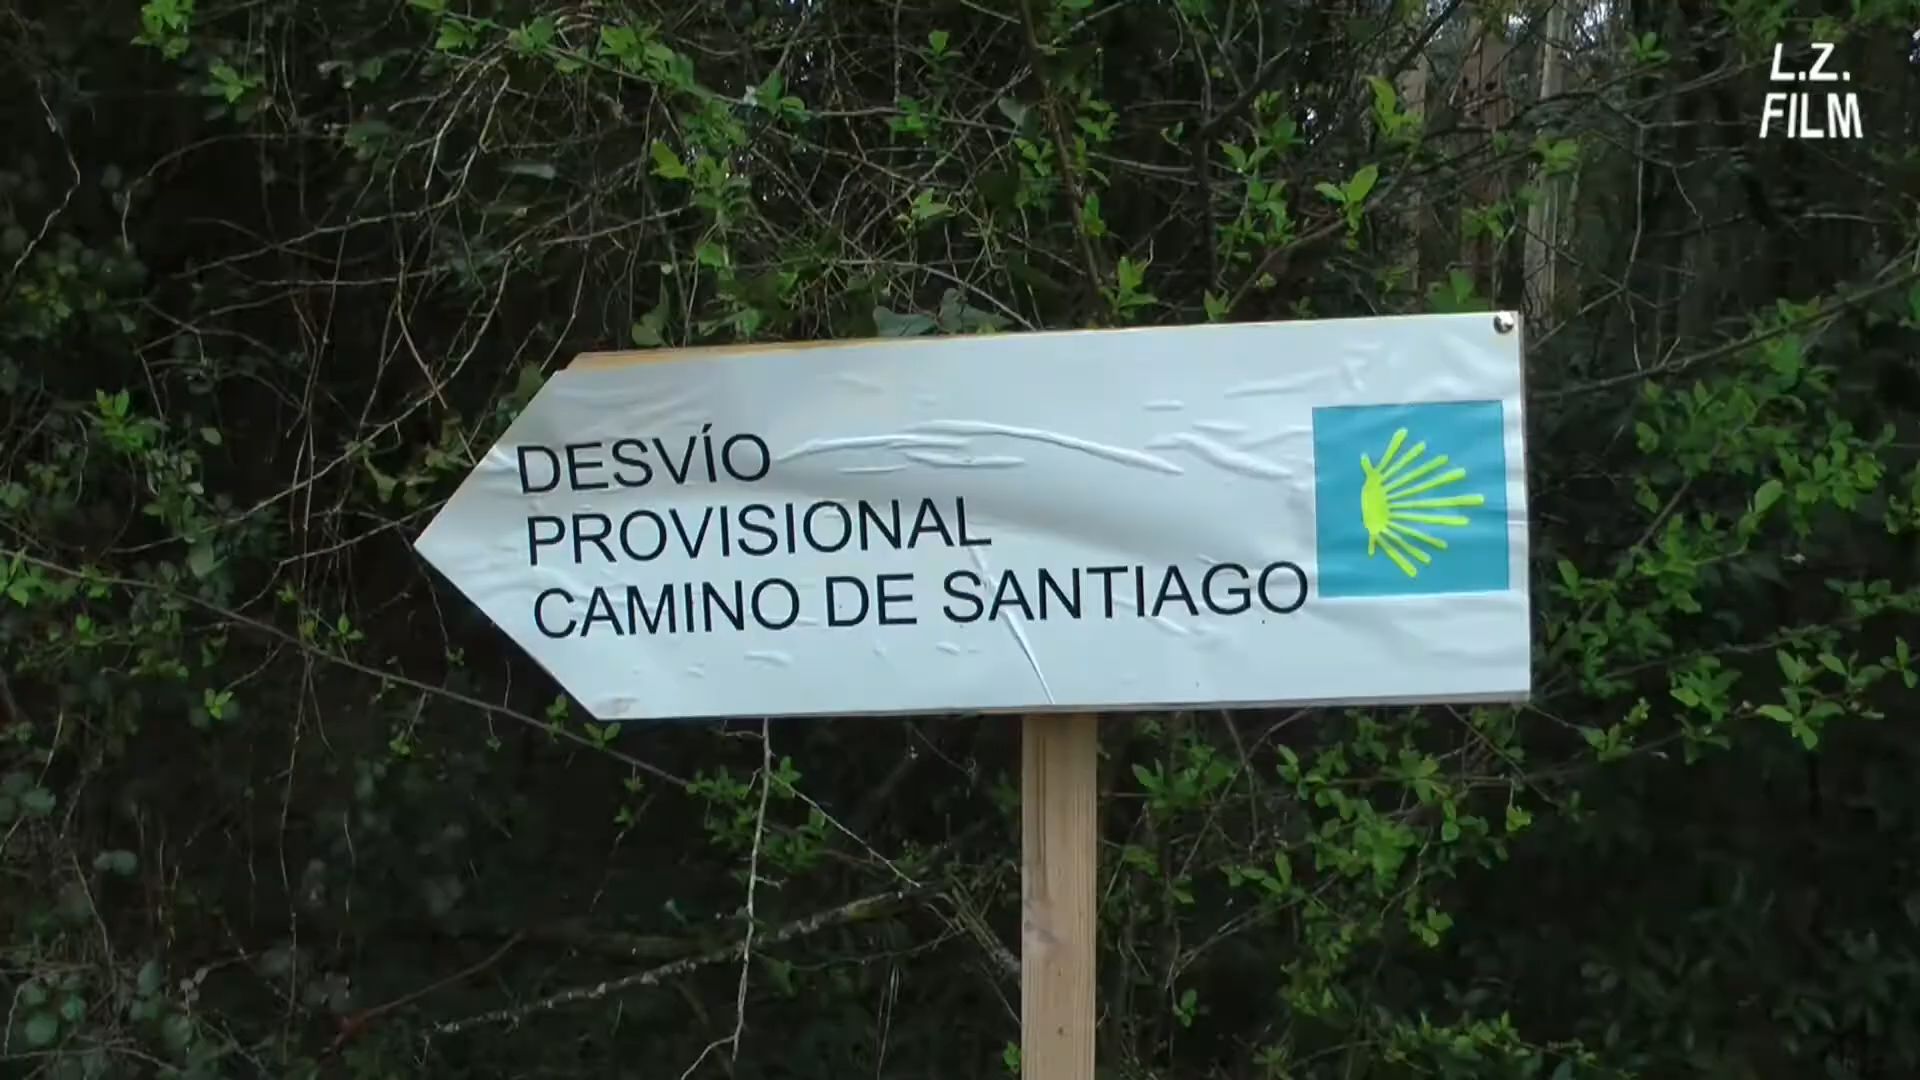 L.Z.
FILM
DESVÍO
PROVISIONAL
CAMINO DE SANTIAGO